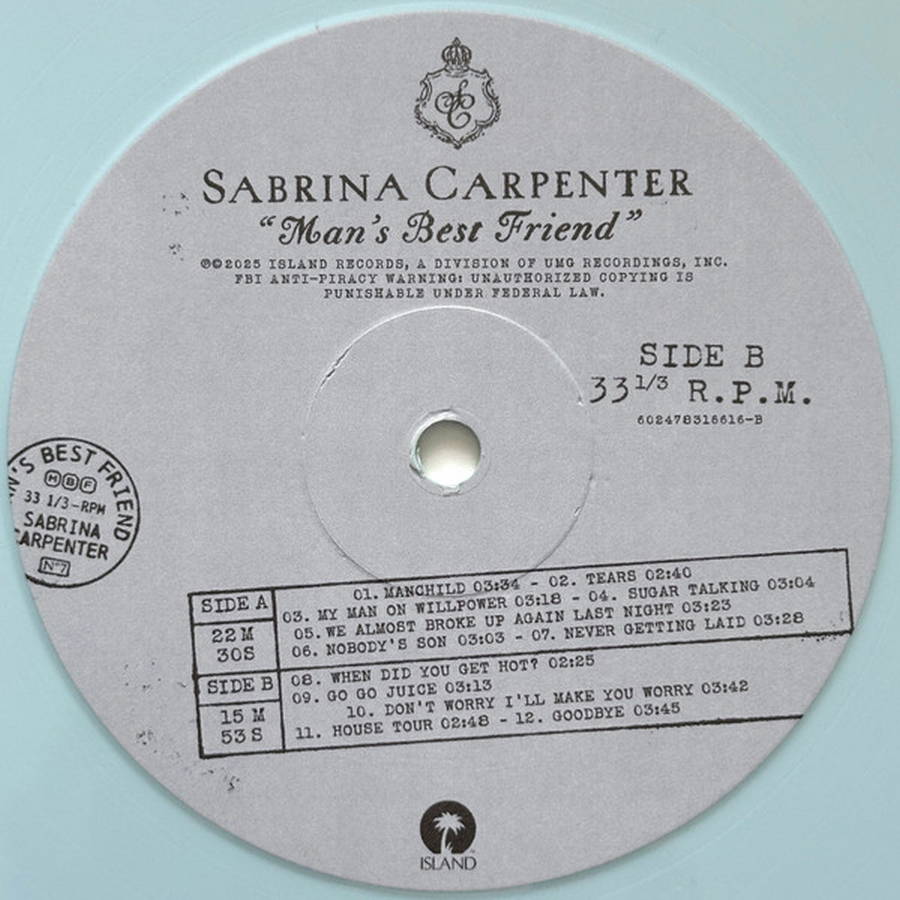 SC
SABRINA CARPENTER
“Man's Best Friend”
℗©2025 ISLAND RECORDS, A DIVISION OF UMG RECORDINGS, INC.
FBI ANTI-PIRACY WARNING: UNAUTHORIZED COPYING IS
PUNISHABLE UNDER FEDERAL LAW.
SIDE B
33 1/3 R.P.M.
602478316616-B
N'S BEST FRIEND
MBF
33 1/3-RPM
SABRINA
CARPENTER
Nº7
SIDE A
22 M
30 S
01. MANCHILD 03:34 - 02. TEARS 02:40
03. MY MAN ON WILLPOWER 03:18 - 04. SUGAR TALKING 03:04
05. WE ALMOST BROKE UP AGAIN LAST NIGHT 03:23
06. NOBODY'S SON 03:03 - 07. NEVER GETTING LAID 03:28
SIDE B
15 M
53 S
08. WHEN DID YOU GET HOT? 02:25
09. GO GO JUICE 03:13
10. DON'T WORRY I'LL MAKE YOU WORRY 03:42
11. HOUSE TOUR 02:48 - 12. GOODBYE 03:45
ISLAND